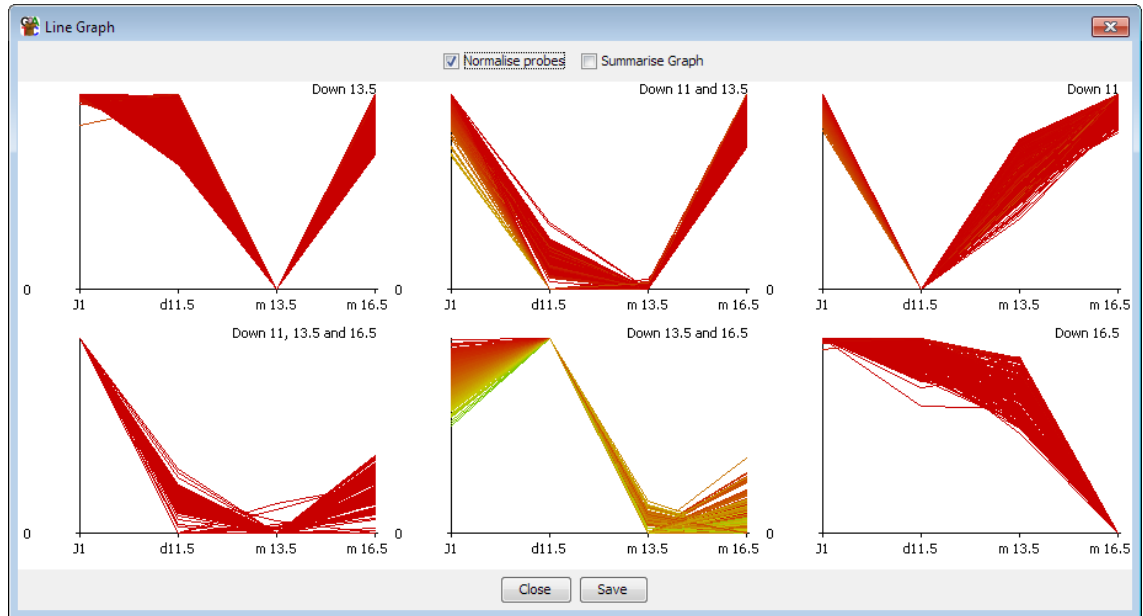 Line Graph
Normalise probes Summarise Graph
Down 13.5 Down 11 and 13.5 Down 11
0 0 0
J1 d11.5 m 13.5 m 16.5 J1 d11.5 m 13.5 m 16.5 J1 d11.5 m 13.5 m 16.5
Down 11, 13.5 and 16.5 Down 13.5 and 16.5 Down 16.5
0 0 0
J1 d11.5 m 13.5 m 16.5 J1 d11.5 m 13.5 m 16.5 J1 d11.5 m 13.5 m 16.5
Close Save